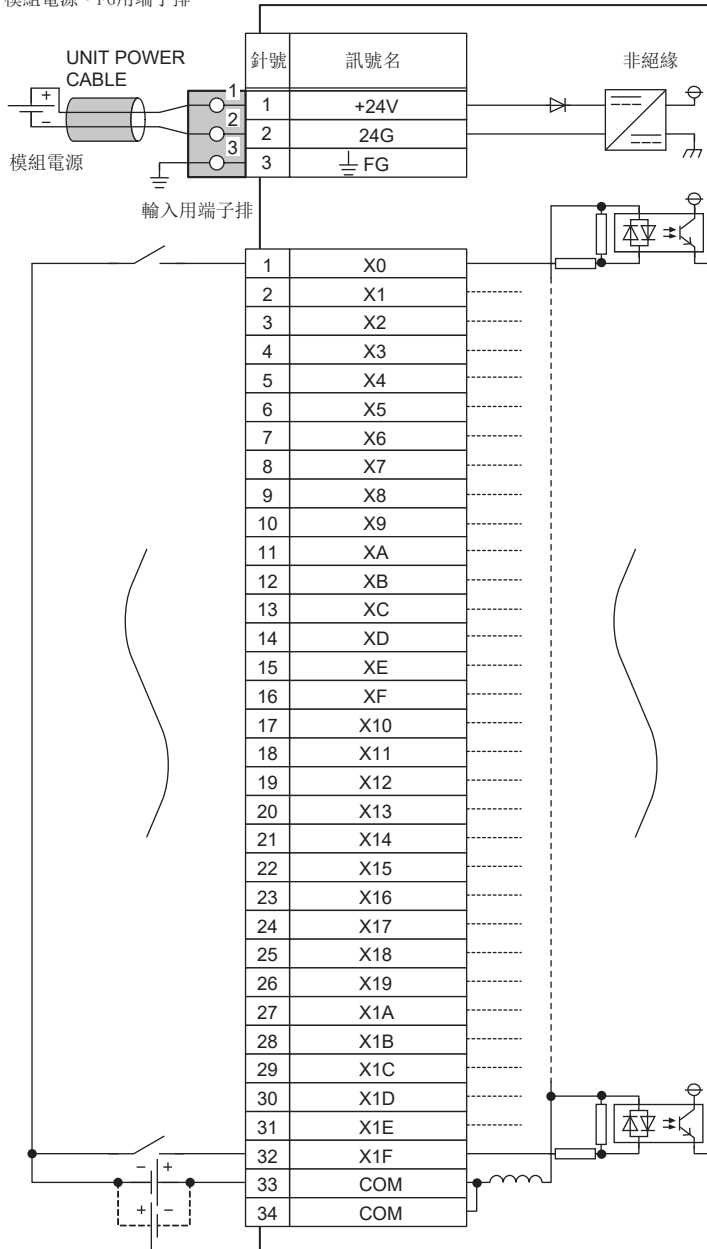 模組電源、FG用端子排
UNIT POWER
CABLE
+
−
模組電源
1
2
3
輸入用端子排
針號 訊號名
1 +24V
2 24G
3 FG
非絕緣
1 X0
2 X1
3 X2
4 X3
5 X4
6 X5
7 X6
8 X7
9 X8
10 X9
11 XA
12 XB
13 XC
14 XD
15 XE
16 XF
17 X10
18 X11
19 X12
20 X13
21 X14
22 X15
23 X16
24 X17
25 X18
26 X19
27 X1A
28 X1B
29 X1C
30 X1D
31 X1E
32 X1F
33 COM
34 COM
− +
+ −